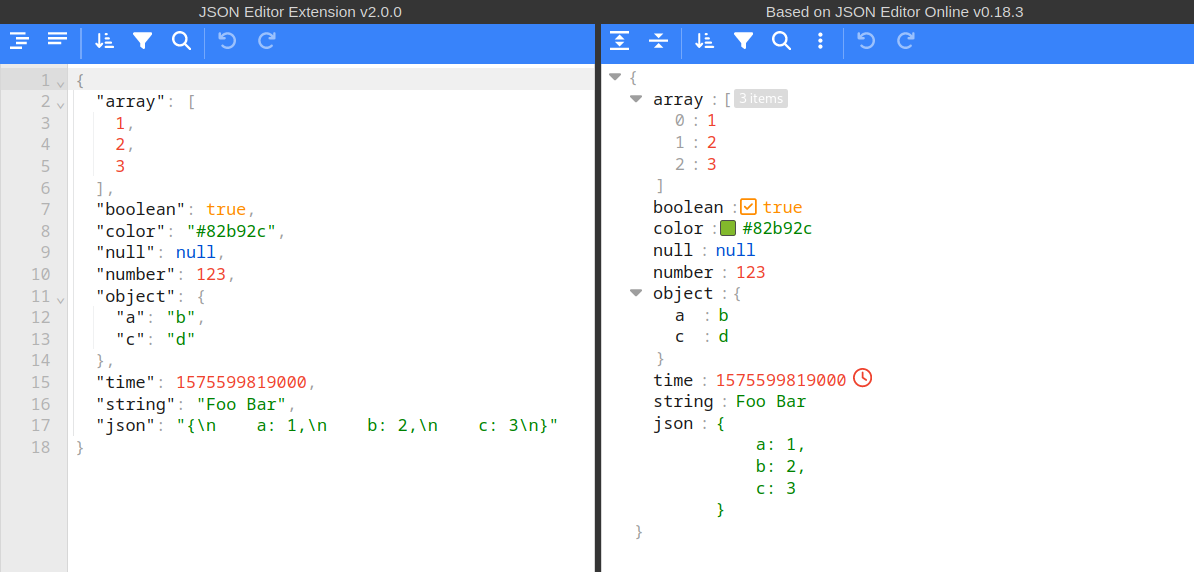 JSON Editor Extension v2.0.0
1 {
2 "array": [
3 1,
4 2,
5 3
6 ],
7 "boolean": true,
8 "color": "#82b92c",
9 "null": null,
10 "number": 123,
11 "object": {
12 "a": "b",
13 "c": "d"
14 },
15 "time": 1575599819000,
16 "string": "Foo Bar",
17 "json": "{\n    a: 1,\n    b: 2,\n    c: 3\n}"
18 }
Based on JSON Editor Online v0.18.3
{
array : [ 3 items
0 : 1
1 : 2
2 : 3
]
boolean : true
color : #82b92c
null : null
number : 123
object : {
a : b
c : d
}
time : 1575599819000
string : Foo Bar
json : {
a: 1,
b: 2,
c: 3
}
}